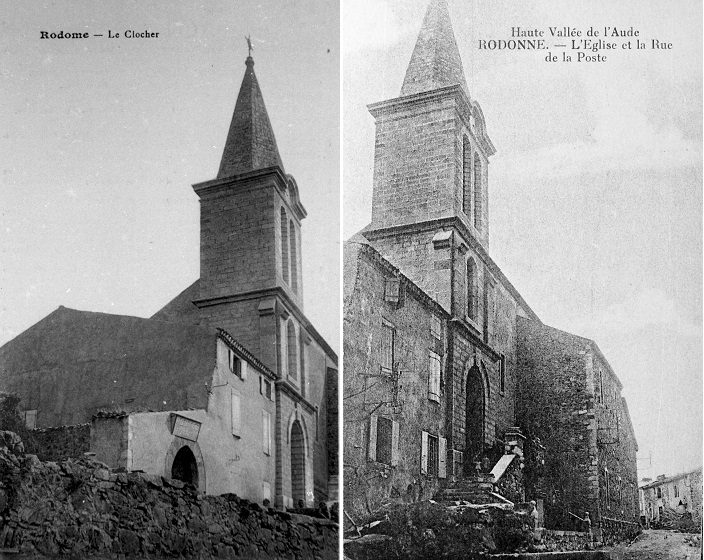 Rodome — Le Clocher
Haute Vallée de l'Aude
RODONNE. — L'Eglise et la Rue
de la Poste